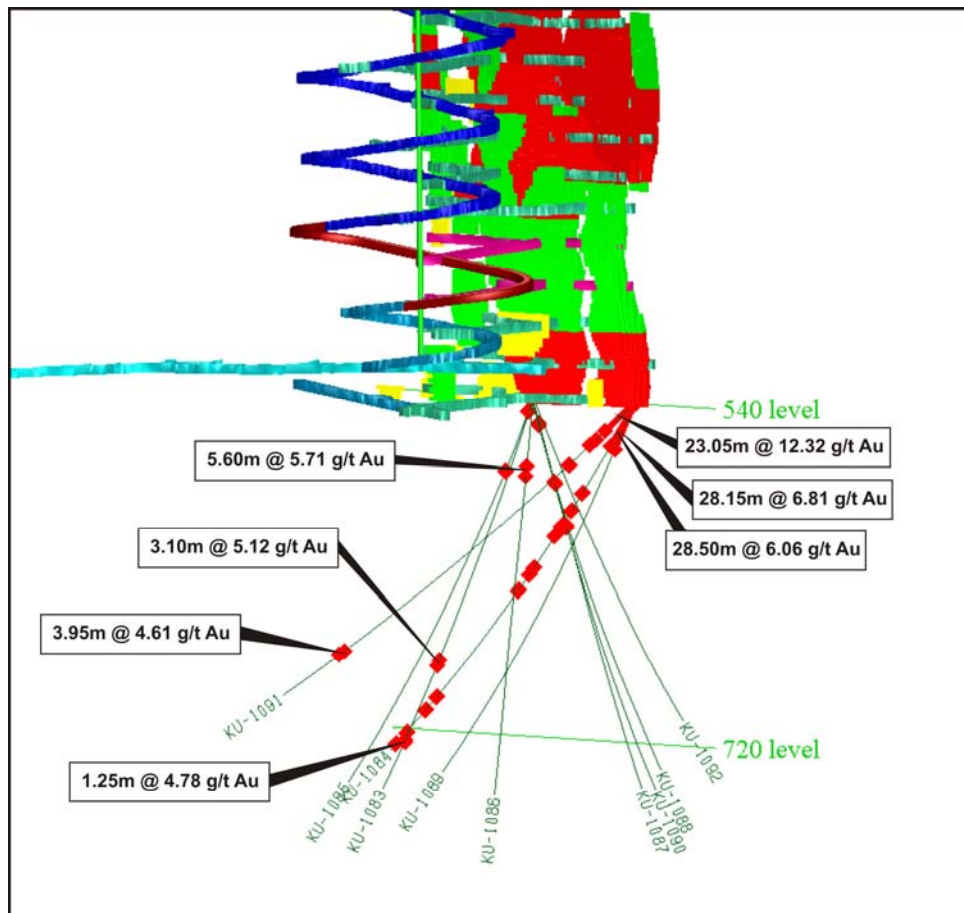 540 level
23.05m @ 12.32 g/t Au
5.60m @ 5.71 g/t Au
28.15m @ 6.81 g/t Au
28.50m @ 6.06 g/t Au
3.10m @ 5.12 g/t Au
3.95m @ 4.61 g/t Au
KU-1091
720 level
KU-1092
1.25m @ 4.78 g/t Au
KU-1085
KU-1084
KU-1083
KU-1089
KU-1086
KU-1088
KU-1090
KU-1087